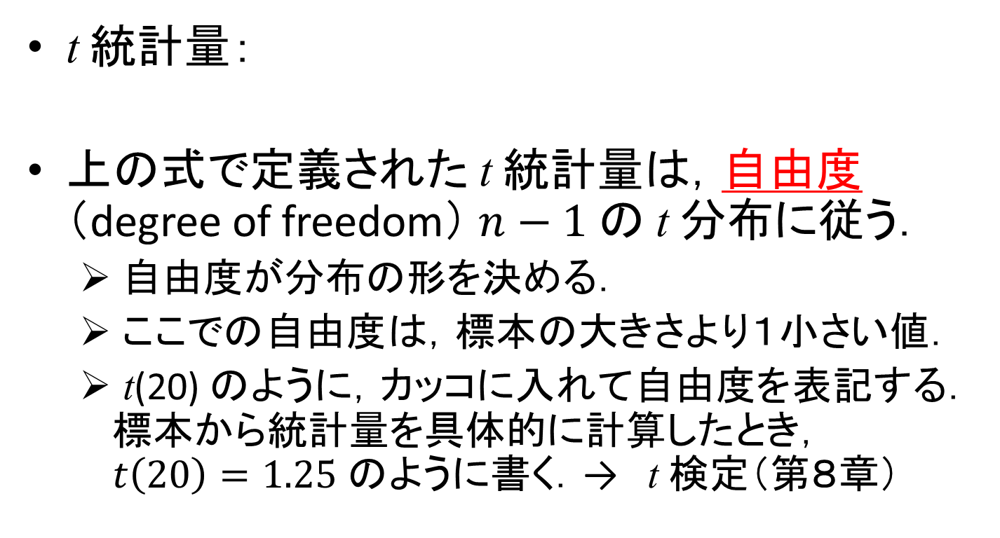 • t 統計量：
• 上の式で定義された t 統計量は，自由度
（degree of freedom） n − 1 の t 分布に従う．
➢ 自由度が分布の形を決める．
➢ ここでの自由度は，標本の大きさより１小さい値．
➢ t(20) のように，カッコに入れて自由度を表記する．
標本から統計量を具体的に計算したとき，
t(20) = 1.25 のように書く． → t 検定（第８章）